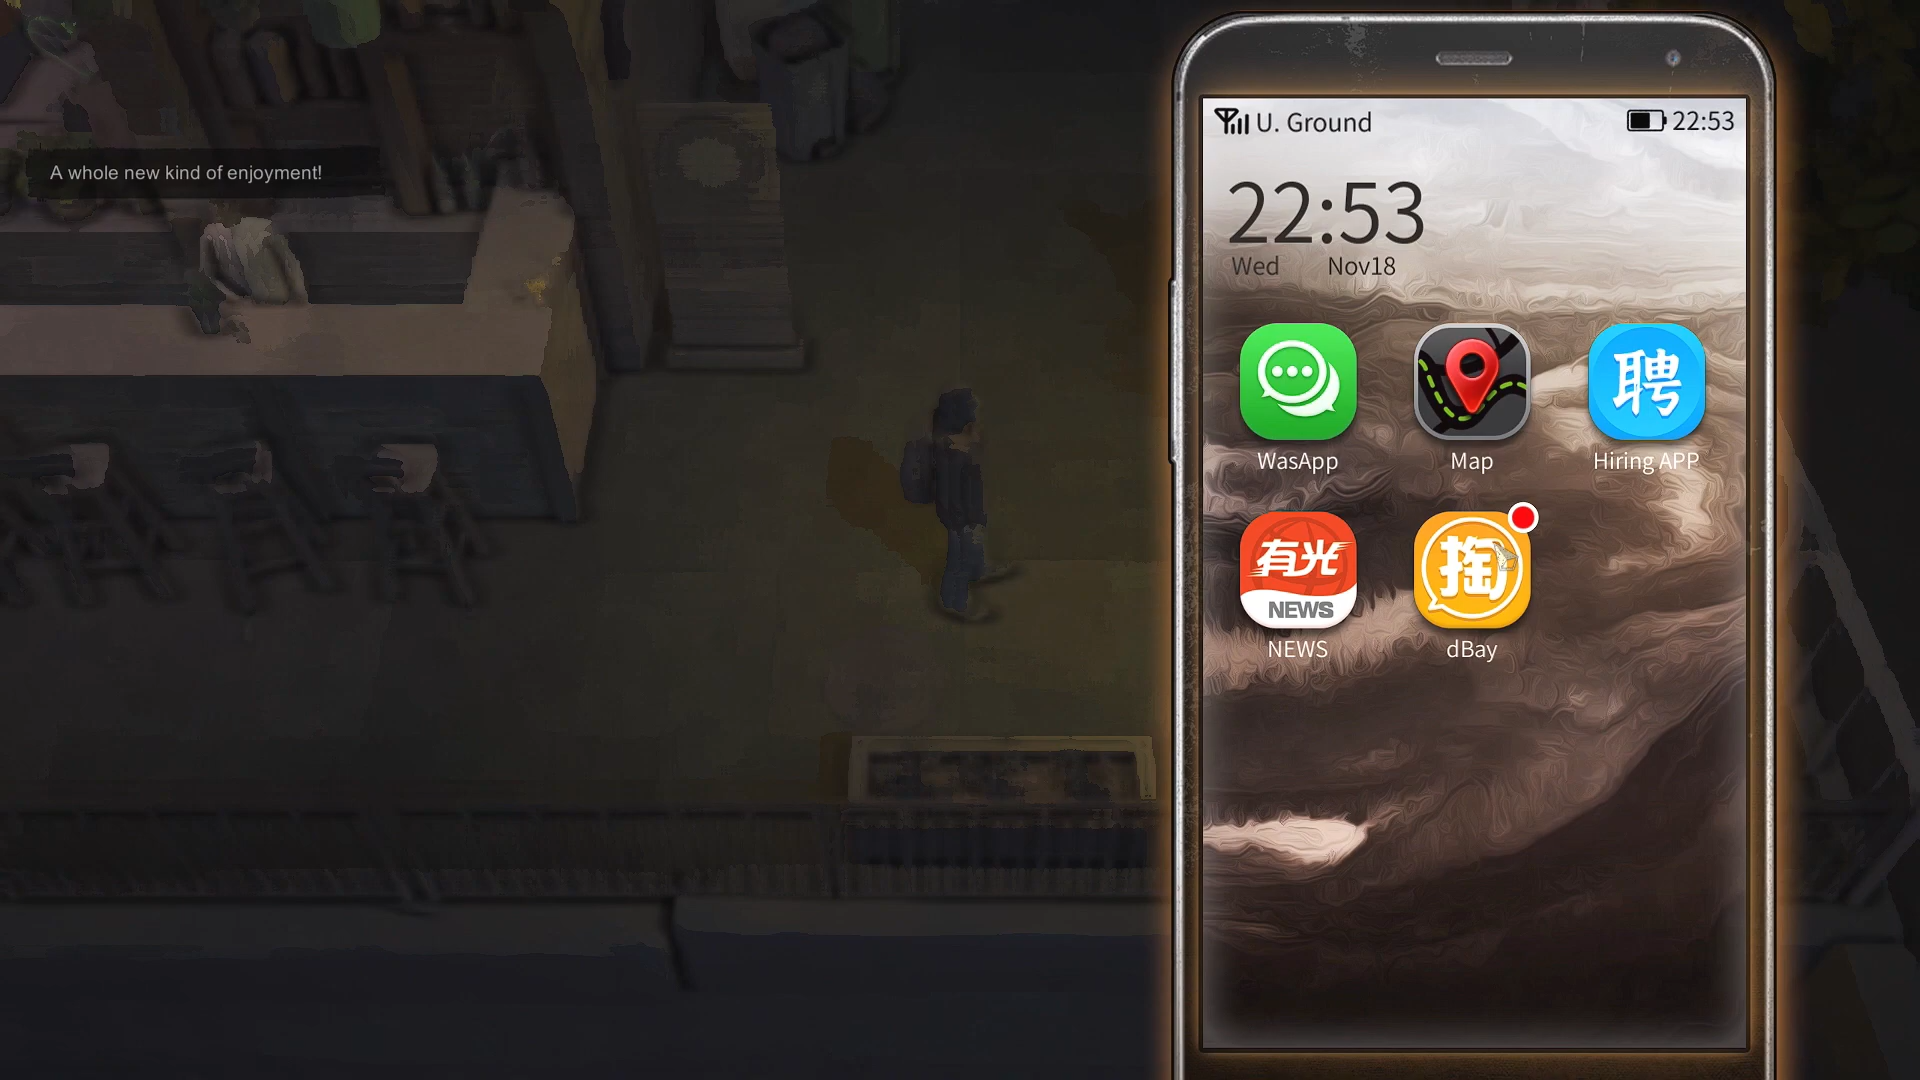 A whole new kind of enjoyment!
U. Ground
22:53
22:53
Wed Nov18
聘
WasApp
Map
Hiring APP
有光
NEWS
掏
NEWS
dBay